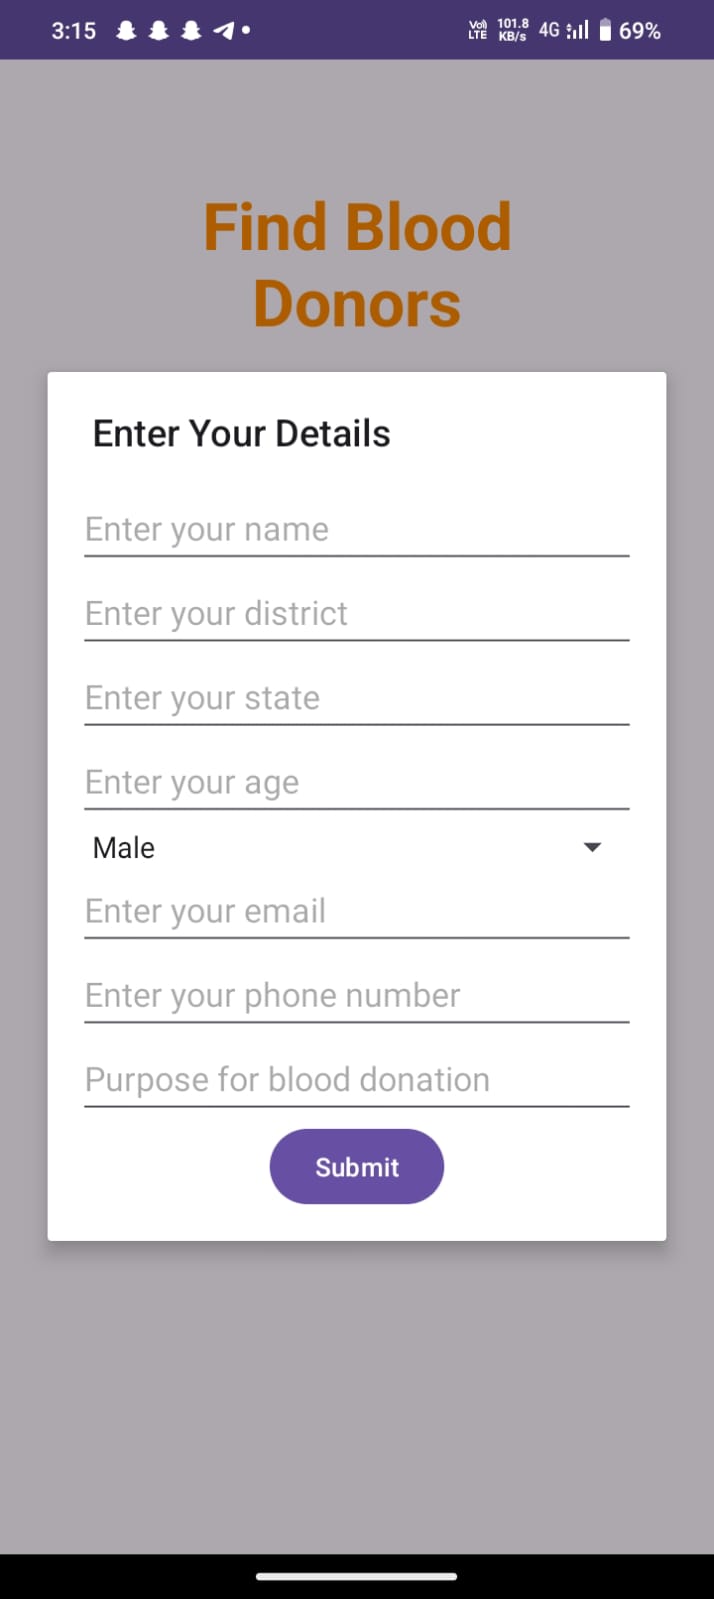 3:15 VoD LTE 101.8 KB/s 4G 69%
Find Blood
Donors
Enter Your Details
Enter your name
Enter your district
Enter your state
Enter your age
Male
Enter your email
Enter your phone number
Purpose for blood donation
Submit